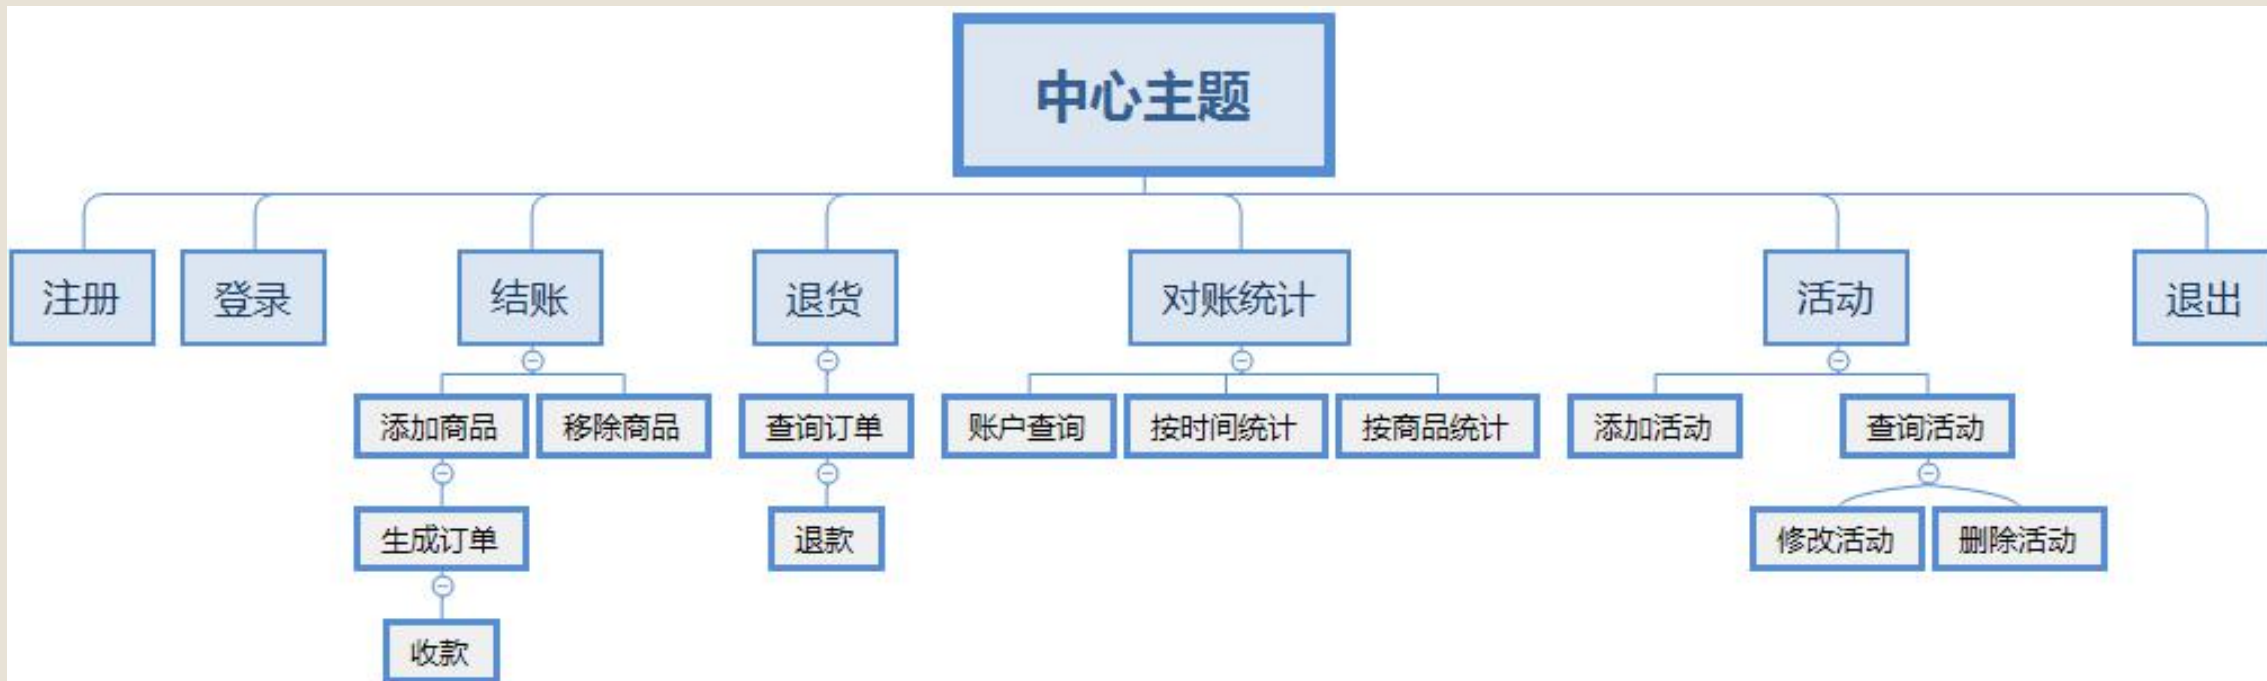 中心主题
注册
登录
结账
退货
对账统计
活动
退出
添加商品
移除商品
查询订单
账户查询
按时间统计
按商品统计
添加活动
查询活动
生成订单
退款
修改活动
删除活动
收款